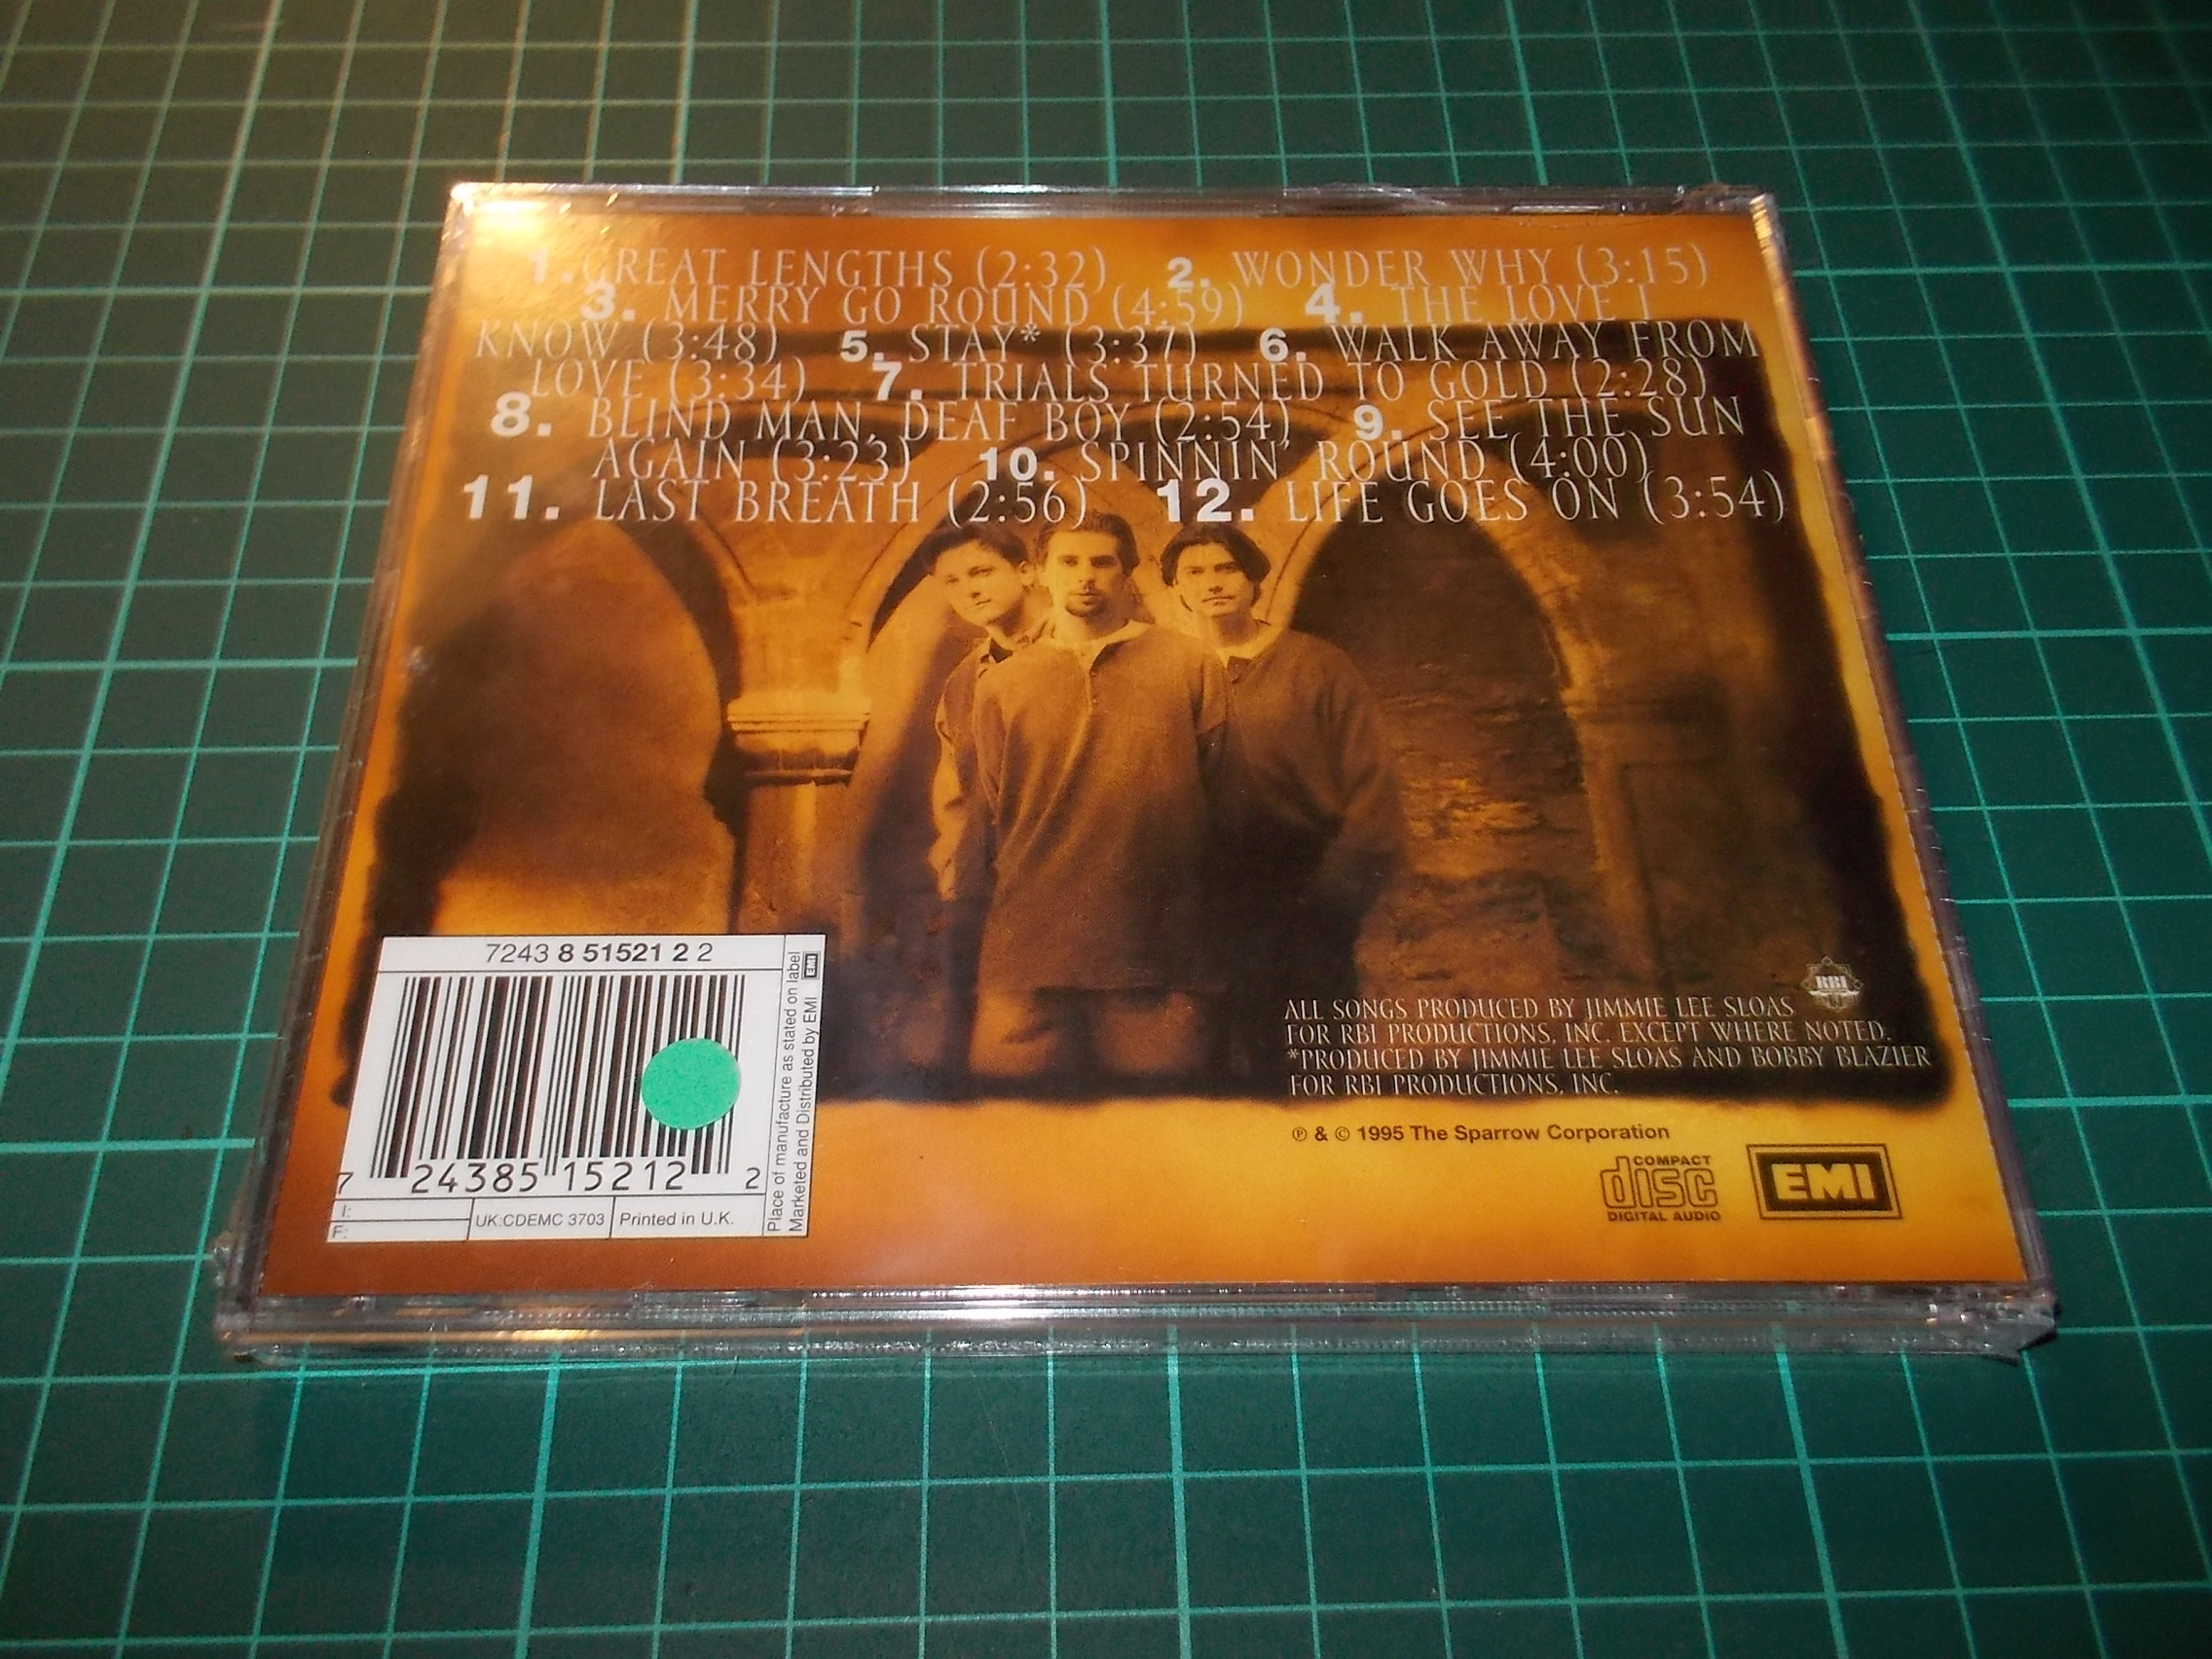 1. GREAT LENGTHS (2:32) 2. WONDER WHY (3:15)
3. MERRY GO ROUND (4:59) 4. THE LOVE I
KNOW (3:48) 5. STAY* (3:37) 6. WALK AWAY FROM
LOVE (3:34) 7. TRIALS TURNED TO GOLD (2:28)
8. BLIND MAN, DEAF BOY (2:54) 9. SEE THE SUN
AGAIN (3:23) 10. SPINNIN' ROUND (4:00)
11. LAST BREATH (2:56) 12. LIFE GOES ON (3:54)
7243 8 51521 2 2
7 24385 15212 2
I:
F:
UK:CDEMC 3703
Printed in U.K.
Place of manufacture as stated on label
Marketed and Distributed by EMI
EMI
RBI
ALL SONGS PRODUCED BY JIMMIE LEE SLOAS
FOR RBI PRODUCTIONS, INC. EXCEPT WHERE NOTED.
*PRODUCED BY JIMMIE LEE SLOAS AND BOBBY BLAZIER
FOR RBI PRODUCTIONS, INC.
℗ & © 1995 The Sparrow Corporation
COMPACT
disc
DIGITAL AUDIO
EMI